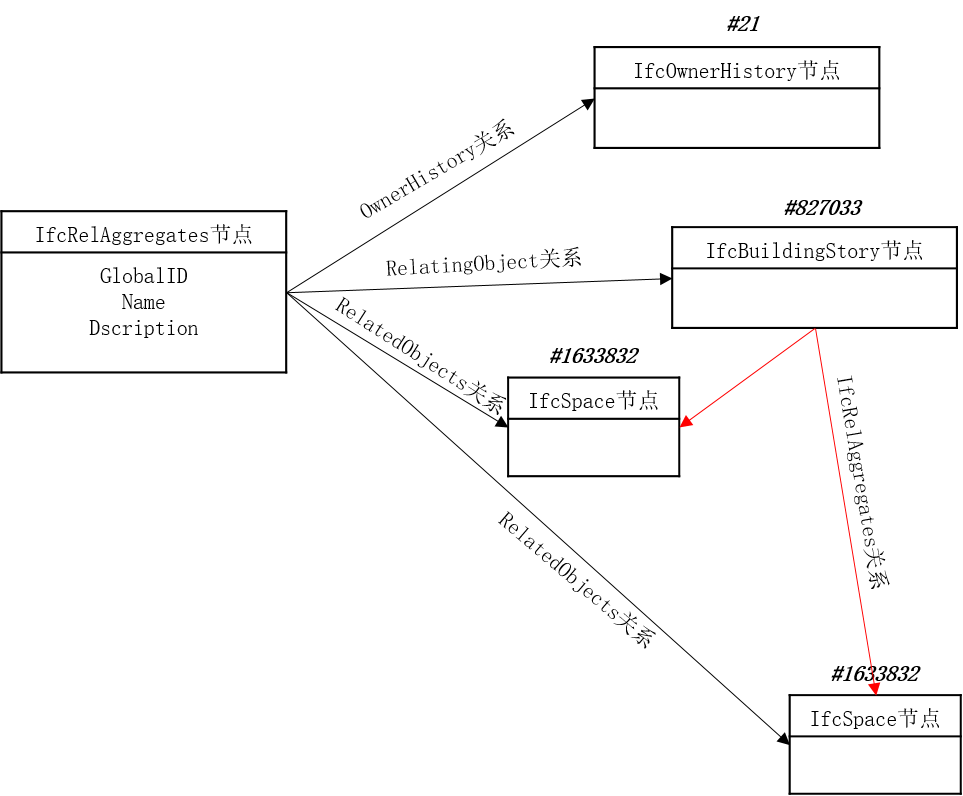 #21
IfcOwnerHistory节点
OwnerHistory关系
IfcRelAggregates节点
GlobalID
Name
Dscription
#827033
IfcBuildingStory节点
RelatingObject关系
RelatedObjects关系
#1633832
IfcSpace节点
IfcRelAggregates关系
RelatedObjects关系
#1633832
IfcSpace节点